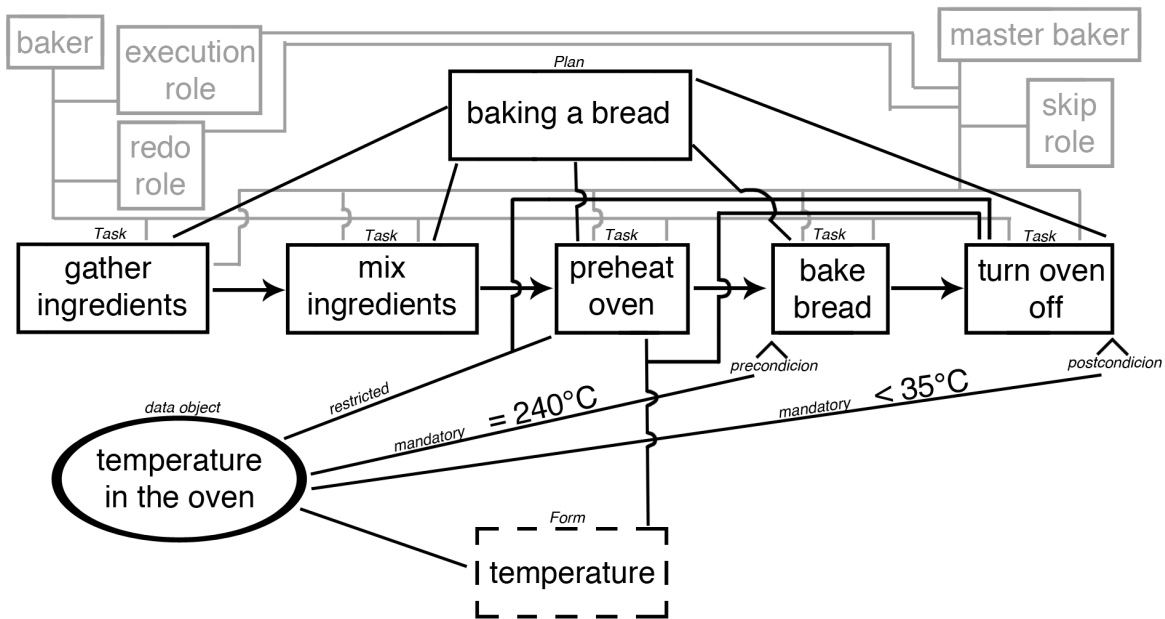 baker
execution
role
master baker
Plan
baking a bread
skip
role
redo
role
Task
gather
ingredients
Task
mix
ingredients
Task
preheat
oven
Task
bake
bread
Task
turn oven
off
precondicion
postcondicion
restricted
mandatory
= 240°C
mandatory
< 35°C
data object
temperature
in the oven
Form
temperature